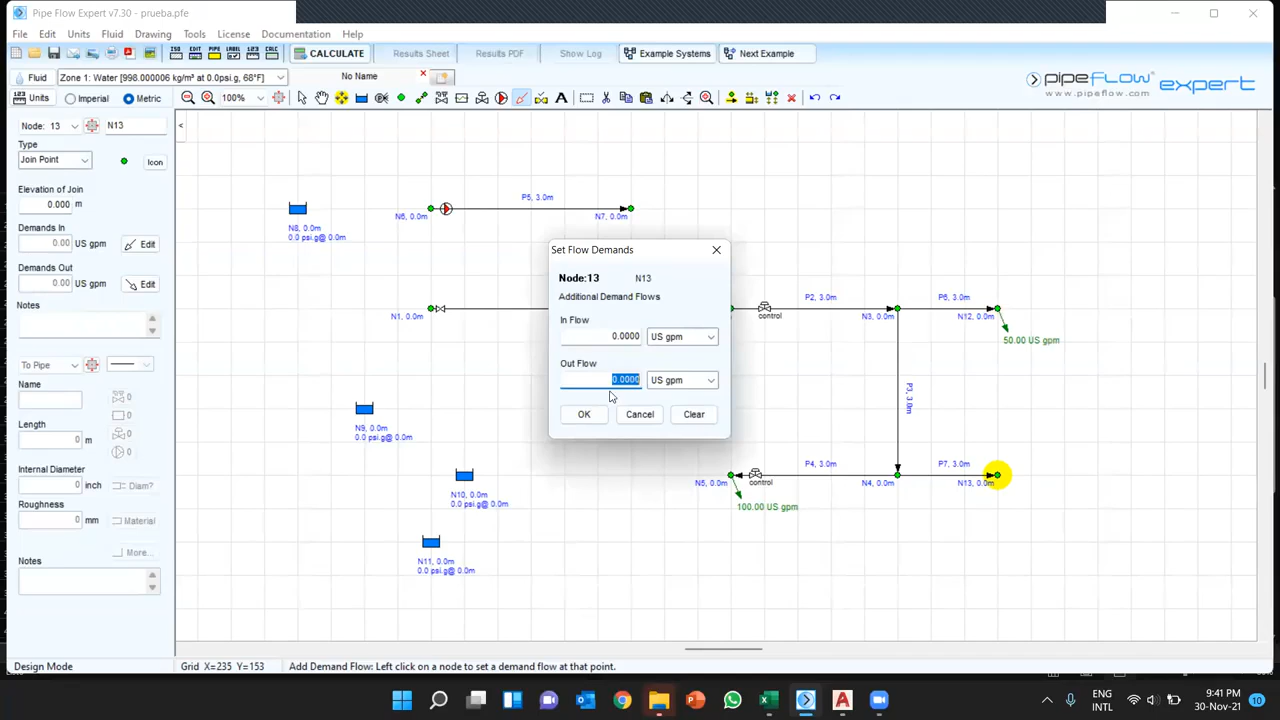 Pipe Flow Expert v7.30 - prueba.pfe
File Edit Units Fluid Drawing Tools License Documentation Help
ISO EDIT PIPE LABEL CALCULATE Results Sheet Results PDF Show Log Example Systems Next Example
Fluid Zone 1: Water [998.000006 kg/m³ at 0.0psi.g, 68°F] No Name
Units Imperial Metric 100% A
pipeFLOW® expert
www.pipeflow.com
Node: 13 N13
Type
Join Point Icon
Elevation of Join
0.000 m
Demands In
0.00 US gpm Edit
Demands Out
0.00 US gpm Edit
Notes
To Pipe
Name
0
0
Length
0 m
0
0
Internal Diameter
0 inch Diam?
Roughness
0 mm Material
More...
Notes
<
P5, 3.0m
N6, 0.0m N7, 0.0m
N8, 0.0m
0.0 psi.g@ 0.0m
N1, 0.0m
control
P2, 3.0m
N3, 0.0m
P6, 3.0m
N12, 0.0m
50.00 US gpm
P3, 3.0m
N9, 0.0m
0.0 psi.g@ 0.0m
N5, 0.0m
control
P4, 3.0m
N4, 0.0m
P7, 3.0m
N13, 0.0m
100.00 US gpm
N10, 0.0m
0.0 psi.g@ 0.0m
N11, 0.0m
0.0 psi.g@ 0.0m
Set Flow Demands
Node:13 N13
Additional Demand Flows
In Flow
0.0000 US gpm
Out Flow
0.0000 US gpm
OK Cancel Clear
Design Mode Grid X=235 Y=153 Add Demand Flow: Left click on a node to set a demand flow at that point.
ENG
INTL
9:41 PM
30-Nov-21
10